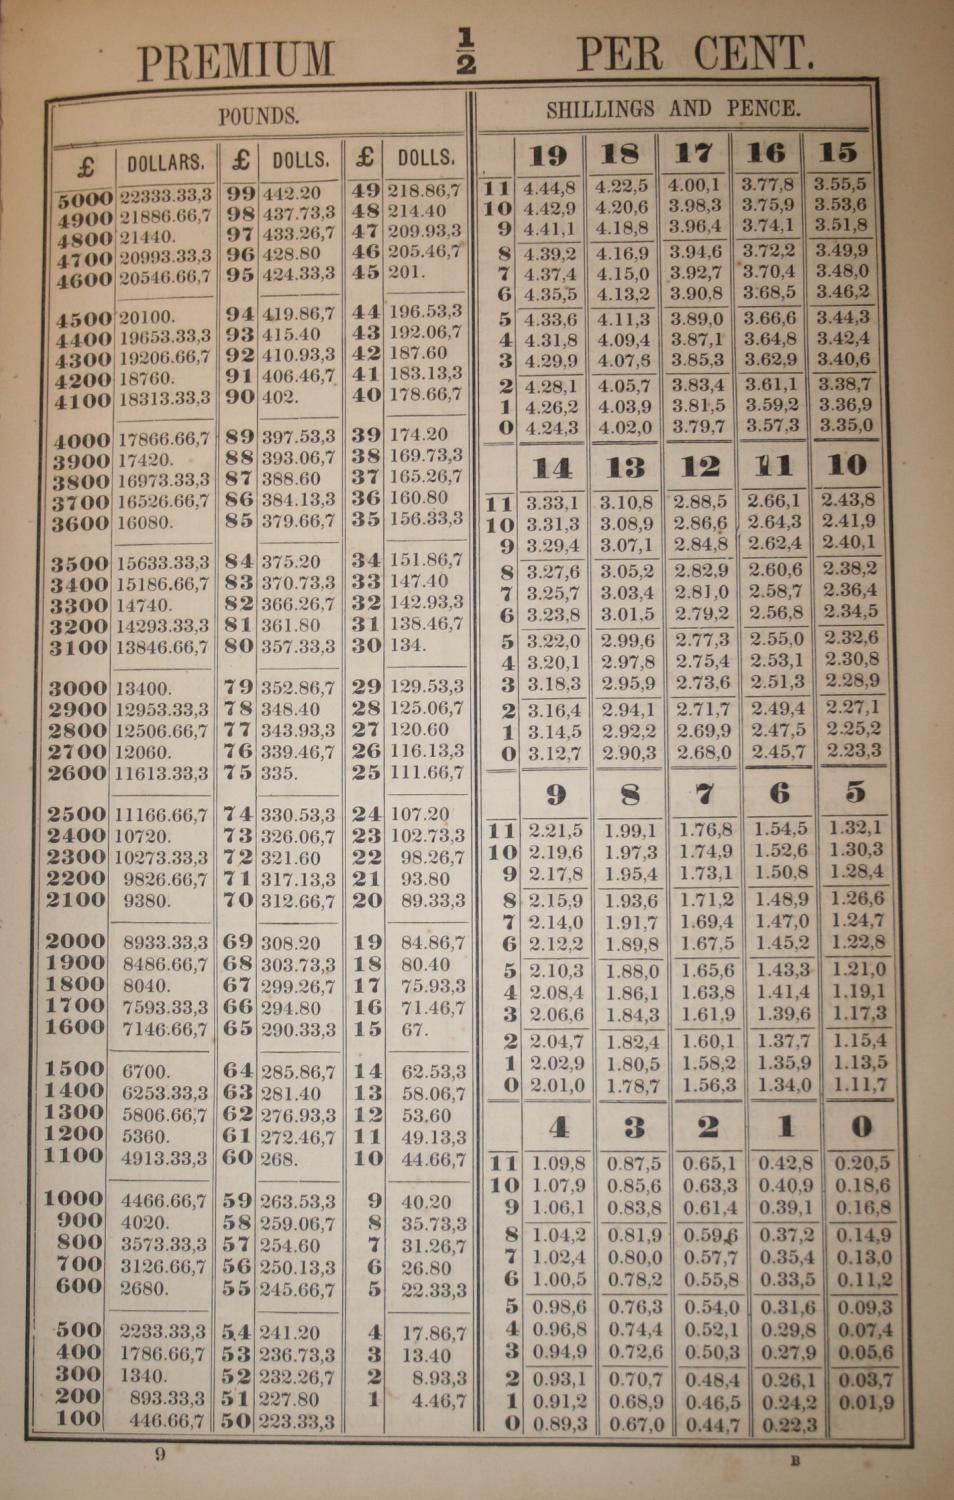 PREMIUM 1/2 PER CENT.
POUNDS.
£ DOLLARS. £ DOLLS. £ DOLLS.
5000 22333.33,3 99 442.20 49 218.86,7
4900 21886.66,7 98 437.73,3 48 214.40
4800 21440. 97 433.26,7 47 209.93,3
4700 20993.33,3 96 428.80 46 205.46,7
4600 20546.66,7 95 424.33,3 45 201.
4500 20100. 94 419.86,7 44 196.53,3
4400 19653.33,3 93 415.40 43 192.06,7
4300 19206.66,7 92 410.93,3 42 187.60
4200 18760. 91 406.46,7 41 183.13,3
4100 18313.33,3 90 402. 40 178.66,7
4000 17866.66,7 89 397.53,3 39 174.20
3900 17420. 88 393.06,7 38 169.73,3
3800 16973.33,3 87 388.60 37 165.26,7
3700 16526.66,7 86 384.13,3 36 160.80
3600 16080. 85 379.66,7 35 156.33,3
3500 15633.33,3 84 375.20 34 151.86,7
3400 15186.66,7 83 370.73,3 33 147.40
3300 14740. 82 366.26,7 32 142.93,3
3200 14293.33,3 81 361.80 31 138.46,7
3100 13846.66,7 80 357.33,3 30 134.
3000 13400. 79 352.86,7 29 129.53,3
2900 12953.33,3 78 348.40 28 125.06,7
2800 12506.66,7 77 343.93,3 27 120.60
2700 12060. 76 339.46,7 26 116.13,3
2600 11613.33,3 75 335. 25 111.66,7
2500 11166.66,7 74 330.53,3 24 107.20
2400 10720. 73 326.06,7 23 102.73,3
2300 10273.33,3 72 321.60 22 98.26,7
2200 9826.66,7 71 317.13,3 21 93.80
2100 9380. 70 312.66,7 20 89.33,3
2000 8933.33,3 69 308.20 19 84.86,7
1900 8486.66,7 68 303.73,3 18 80.40
1800 8040. 67 299.26,7 17 75.93,3
1700 7593.33,3 66 294.80 16 71.46,7
1600 7146.66,7 65 290.33,3 15 67.
1500 6700. 64 285.86,7 14 62.53,3
1400 6253.33,3 63 281.40 13 58.06,7
1300 5806.66,7 62 276.93,3 12 53.60
1200 5360. 61 272.46,7 11 49.13,3
1100 4913.33,3 60 268. 10 44.66,7
1000 4466.66,7 59 263.53,3 9 40.20
900 4020. 58 259.06,7 8 35.73,3
800 3573.33,3 57 254.60 7 31.26,7
700 3126.66,7 56 250.13,3 6 26.80
600 2680. 55 245.66,7 5 22.33,3
500 2233.33,3 54 241.20 4 17.86,7
400 1786.66,7 53 236.73,3 3 13.40
300 1340. 52 232.26,7 2 8.93,3
200 893.33,3 51 227.80 1 4.46,7
100 446.66,7 50 223.33,3
SHILLINGS AND PENCE.
19 18 17 16 15
11 4.44,8 4.22,5 4.00,1 3.77,8 3.55,5
10 4.42,9 4.20,6 3.98,3 3.75,9 3.53,6
9 4.41,1 4.18,8 3.96,4 3.74,1 3.51,8
8 4.39,2 4.16,9 3.94,6 3.72,2 3.49,9
7 4.37,4 4.15,0 3.92,7 3.70,4 3.48,0
6 4.35,5 4.13,2 3.90,8 3.68,5 3.46,2
5 4.33,6 4.11,3 3.89,0 3.66,6 3.44,3
4 4.31,8 4.09,4 3.87,1 3.64,8 3.42,4
3 4.29,9 4.07,8 3.85,3 3.62,9 3.40,6
2 4.28,1 4.05,7 3.83,4 3.61,1 3.38,7
1 4.26,2 4.03,9 3.81,5 3.59,2 3.36,9
0 4.24,3 4.02,0 3.79,7 3.57,3 3.35,0
14 13 12 11 10
11 3.33,1 3.10,8 2.88,5 2.66,1 2.43,8
10 3.31,3 3.08,9 2.86,6 2.64,3 2.41,9
9 3.29,4 3.07,1 2.84,8 2.62,4 2.40,1
8 3.27,6 3.05,2 2.82,9 2.60,6 2.38,2
7 3.25,7 3.03,4 2.81,0 2.58,7 2.36,4
6 3.23,8 3.01,5 2.79,2 2.56,8 2.34,5
5 3.22,0 2.99,6 2.77,3 2.55,0 2.32,6
4 3.20,1 2.97,8 2.75,4 2.53,1 2.30,8
3 3.18,3 2.95,9 2.73,6 2.51,3 2.28,9
2 3.16,4 2.94,1 2.71,7 2.49,4 2.27,1
1 3.14,5 2.92,2 2.69,9 2.47,5 2.25,2
0 3.12,7 2.90,3 2.68,0 2.45,7 2.23,3
9 8 7 6 5
11 2.21,5 1.99,1 1.76,8 1.54,5 1.32,1
10 2.19,6 1.97,3 1.74,9 1.52,6 1.30,3
9 2.17,8 1.95,4 1.73,1 1.50,8 1.28,4
8 2.15,9 1.93,6 1.71,2 1.48,9 1.26,6
7 2.14,0 1.91,7 1.69,4 1.47,0 1.24,7
6 2.12,2 1.89,8 1.67,5 1.45,2 1.22,8
5 2.10,3 1.88,0 1.65,6 1.43,3 1.21,0
4 2.08,4 1.86,1 1.63,8 1.41,4 1.19,1
3 2.06,6 1.84,3 1.61,9 1.39,6 1.17,3
2 2.04,7 1.82,4 1.60,1 1.37,7 1.15,4
1 2.02,9 1.80,5 1.58,2 1.35,9 1.13,5
0 2.01,0 1.78,7 1.56,3 1.34,0 1.11,7
4 3 2 1 0
11 1.09,8 0.87,5 0.65,1 0.42,8 0.20,5
10 1.07,9 0.85,6 0.63,3 0.40,9 0.18,6
9 1.06,1 0.83,8 0.61,4 0.39,1 0.16,8
8 1.04,2 0.81,9 0.59,6 0.37,2 0.14,9
7 1.02,4 0.80,0 0.57,7 0.35,4 0.13,0
6 1.00,5 0.78,2 0.55,8 0.33,5 0.11,2
5 0.98,6 0.76,3 0.54,0 0.31,6 0.09,3
4 0.96,8 0.74,4 0.52,1 0.29,8 0.07,4
3 0.94,9 0.72,6 0.50,3 0.27,9 0.05,6
2 0.93,1 0.70,7 0.48,4 0.26,1 0.03,7
1 0.91,2 0.68,9 0.46,5 0.24,2 0.01,9
0 0.89,3 0.67,0 0.44,7 0.22,3
9 B